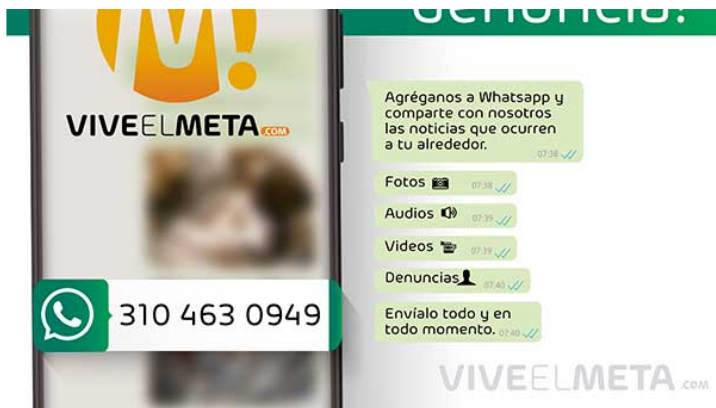 denuncia!
VIVEELMETA.COM
Agréganos a Whatsapp y
comparte con nosotros
las noticias que ocurren
a tu alrededor.
07:38
Fotos 07:38
Audios 07:39
Videos 07:39
Denuncias 07:40
Envíalo todo y en
todo momento. 07:40
310 463 0949
VIVEELMETA.COM